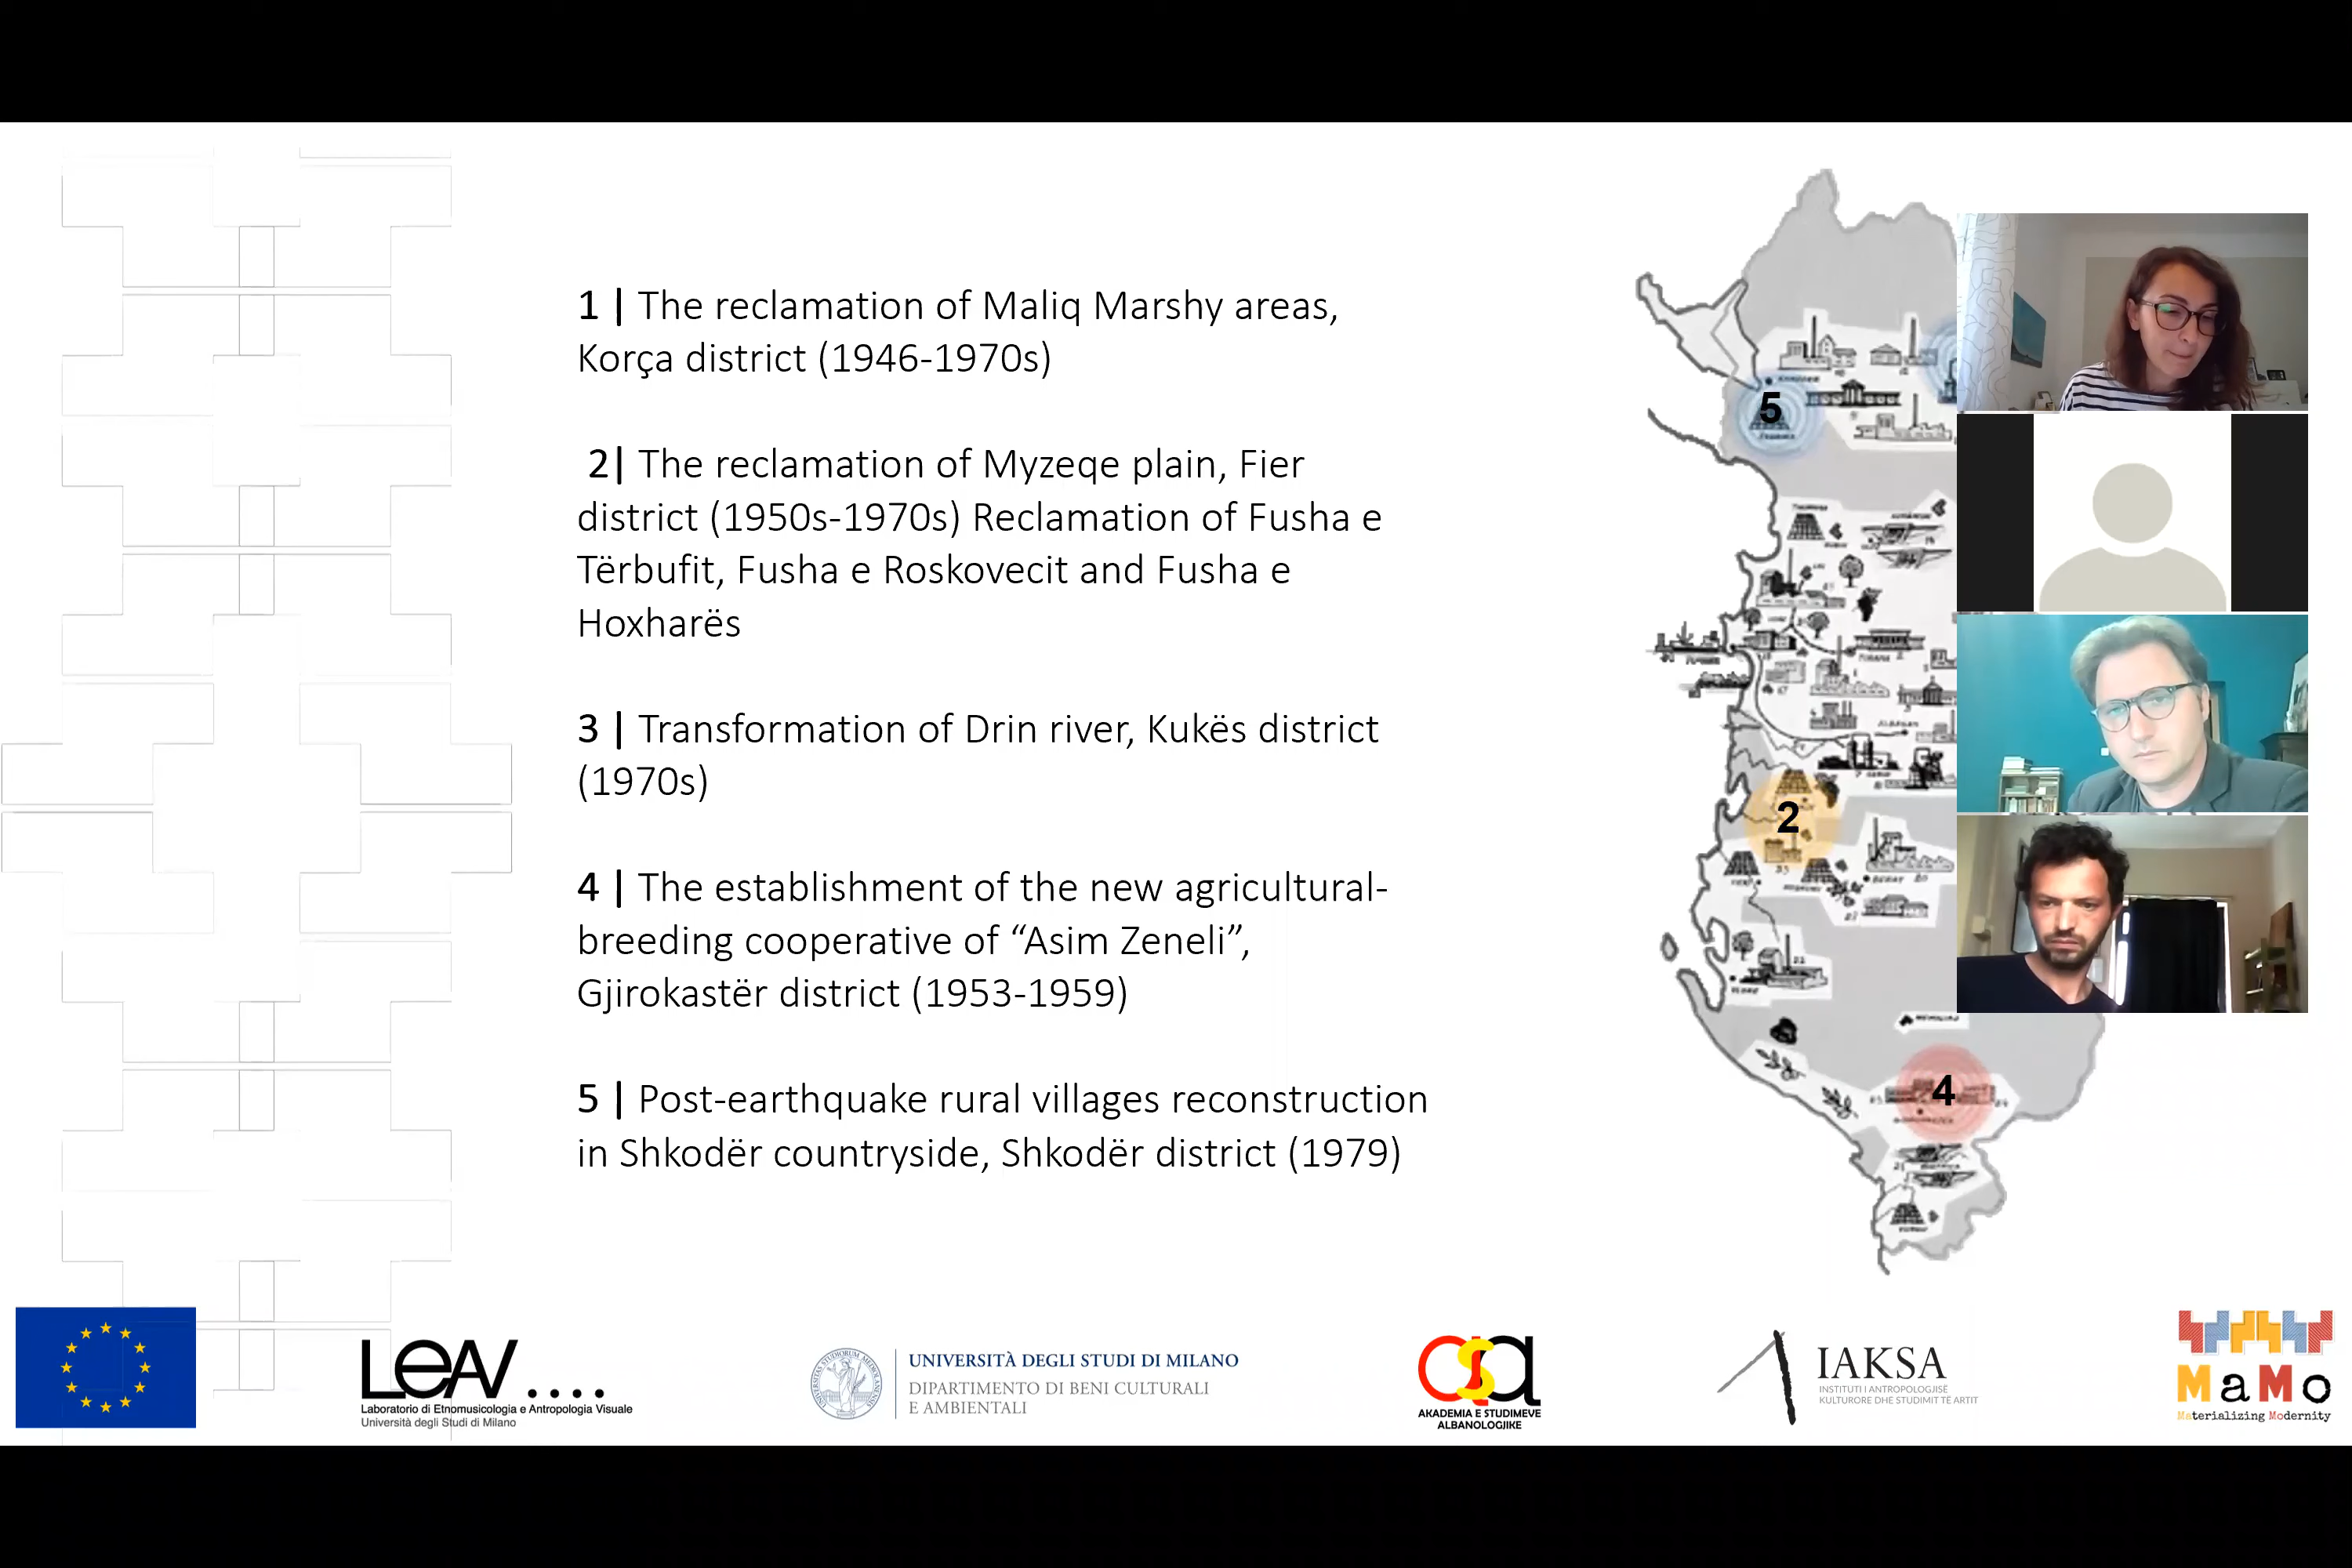 1 | The reclamation of Maliq Marshy areas,
Korça district (1946-1970s)
2| The reclamation of Myzeqe plain, Fier
district (1950s-1970s) Reclamation of Fusha e
Tërbufit, Fusha e Roskovecit and Fusha e
Hoxharës
3 | Transformation of Drin river, Kukës district
(1970s)
4 | The establishment of the new agricultural-
breeding cooperative of “Asim Zeneli”,
Gjirokastër district (1953-1959)
5 | Post-earthquake rural villages reconstruction
in Shkodër countryside, Shkodër district (1979)
5
2
4
LeAV....
Laboratorio di Etnomusicologia e Antropologia Visuale
Università degli Studi di Milano
UNIVERSITÀ DEGLI STUDI DI MILANO
DIPARTIMENTO DI BENI CULTURALI
E AMBIENTALI
asa
AKADEMIA E STUDIMEVE
ALBANOLOGJIKE
IAKSA
INSTITUTI I ANTROPOLOGJISË
KULTURORE DHE STUDIMIT TË ARTIT
MaMo
Materializing Modernity